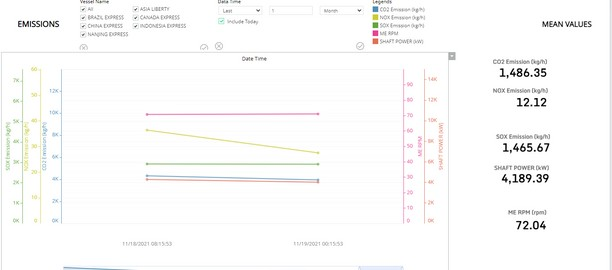 EMISSIONS
Vessel Name
All
ASIA LIBERTY
BRAZIL EXPRESS
CANADA EXPRESS
CHINA EXPRESS
INDONESIA EXPRESS
NANJING EXPRESS
Date Time
Last
1
Month
Include Today
Legends
CO2 Emission (kg/h)
NOX Emission (kg/h)
SOX Emission (kg/h)
ME RPM
SHAFT POWER (kW)
MEAN VALUES
Date Time
SOX Emission (kg/h)
7K
6K
5K
4K
3K
2K
1K
0K
NOX Emission (kg/h)
60
50
40
30
20
10
0
CO2 Emission (kg/h)
12K
10K
8K
6K
4K
2K
0K
ME RPM
90
80
70
60
50
40
30
20
10
0
SHAFT POWER (kW)
14K
12K
10K
8K
6K
4K
2K
0K
11/18/2021 09:15:53
11/19/2021 00:15:53
CO2 Emission (kg/h)
1,486.35
NOX Emission (kg/h)
12.12
SOX Emission (kg/h)
1,465.67
SHAFT POWER (kW)
4,189.39
ME RPM (rpm)
72.04